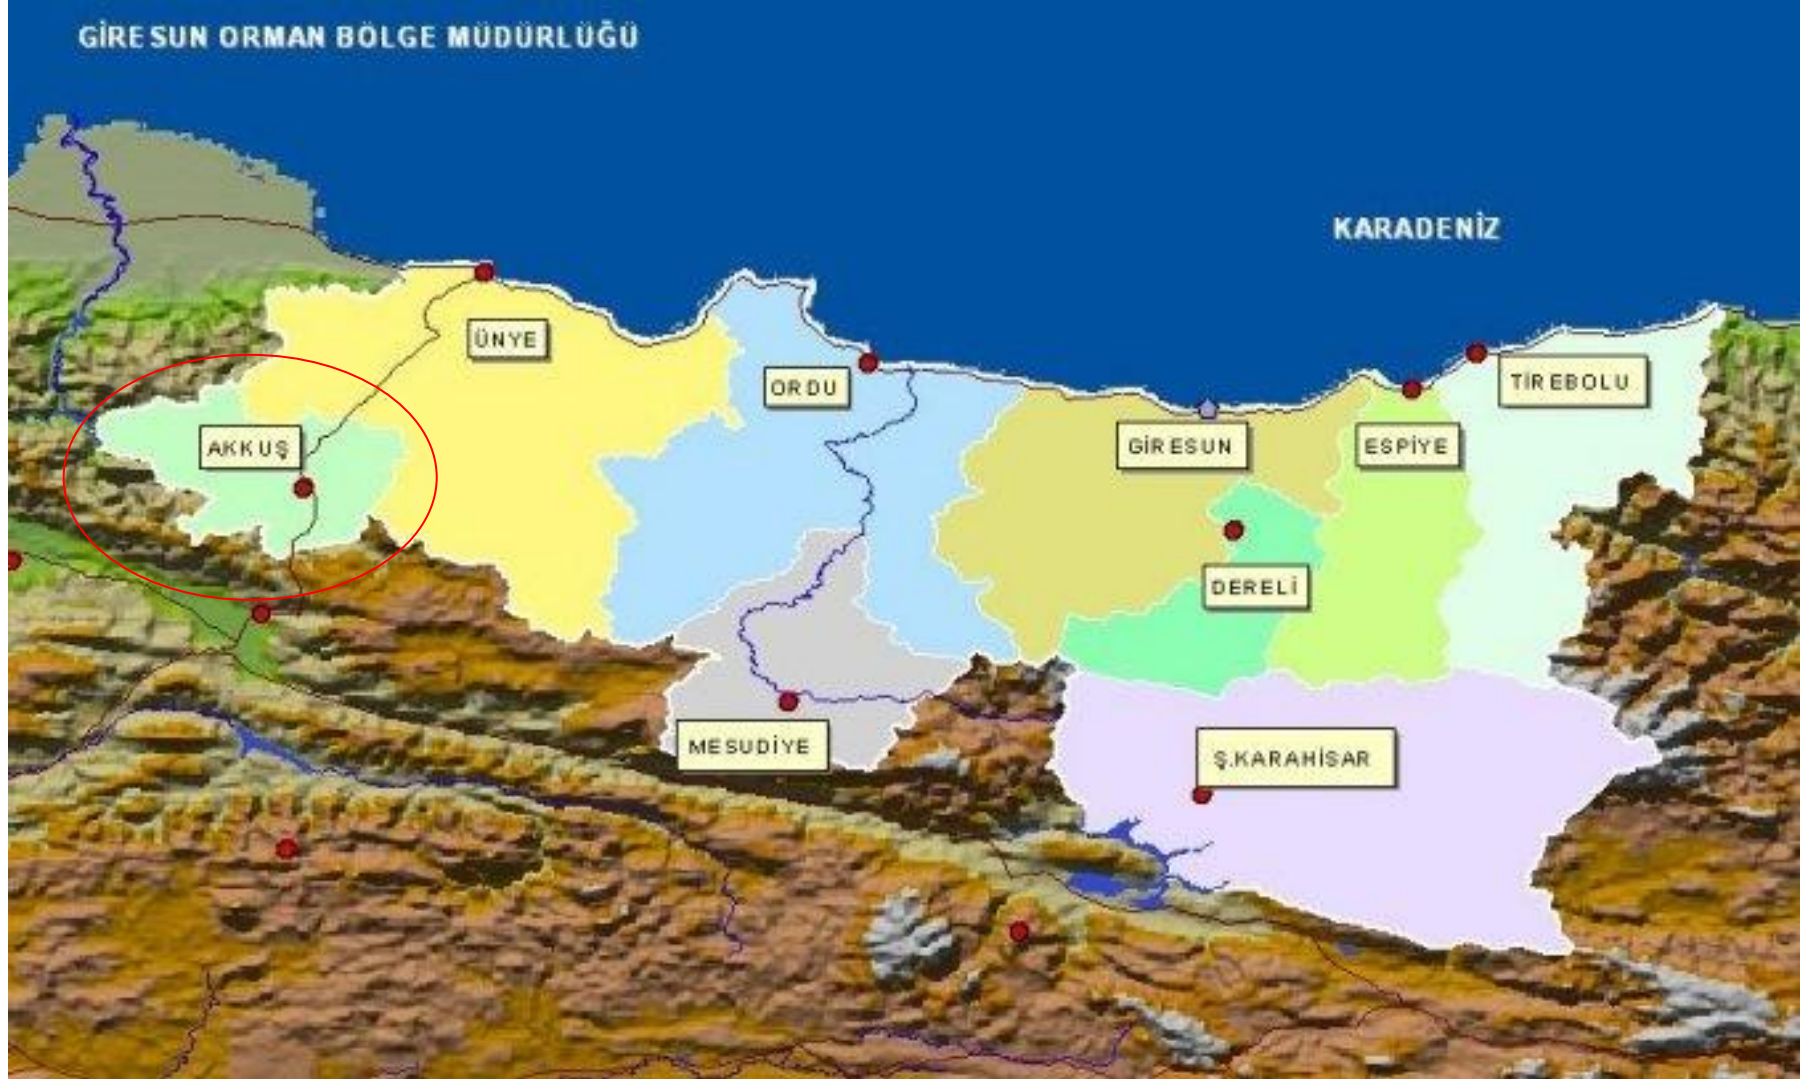 GİRESUN ORMAN BÖLGE MÜDÜRLÜĞÜ
KARADENİZ
ÜNYE
ORDU
TİREBOLU
AKKUŞ
GİRESUN
ESPİYE
DERELİ
MESUDİYE
Ş.KARAHİSAR